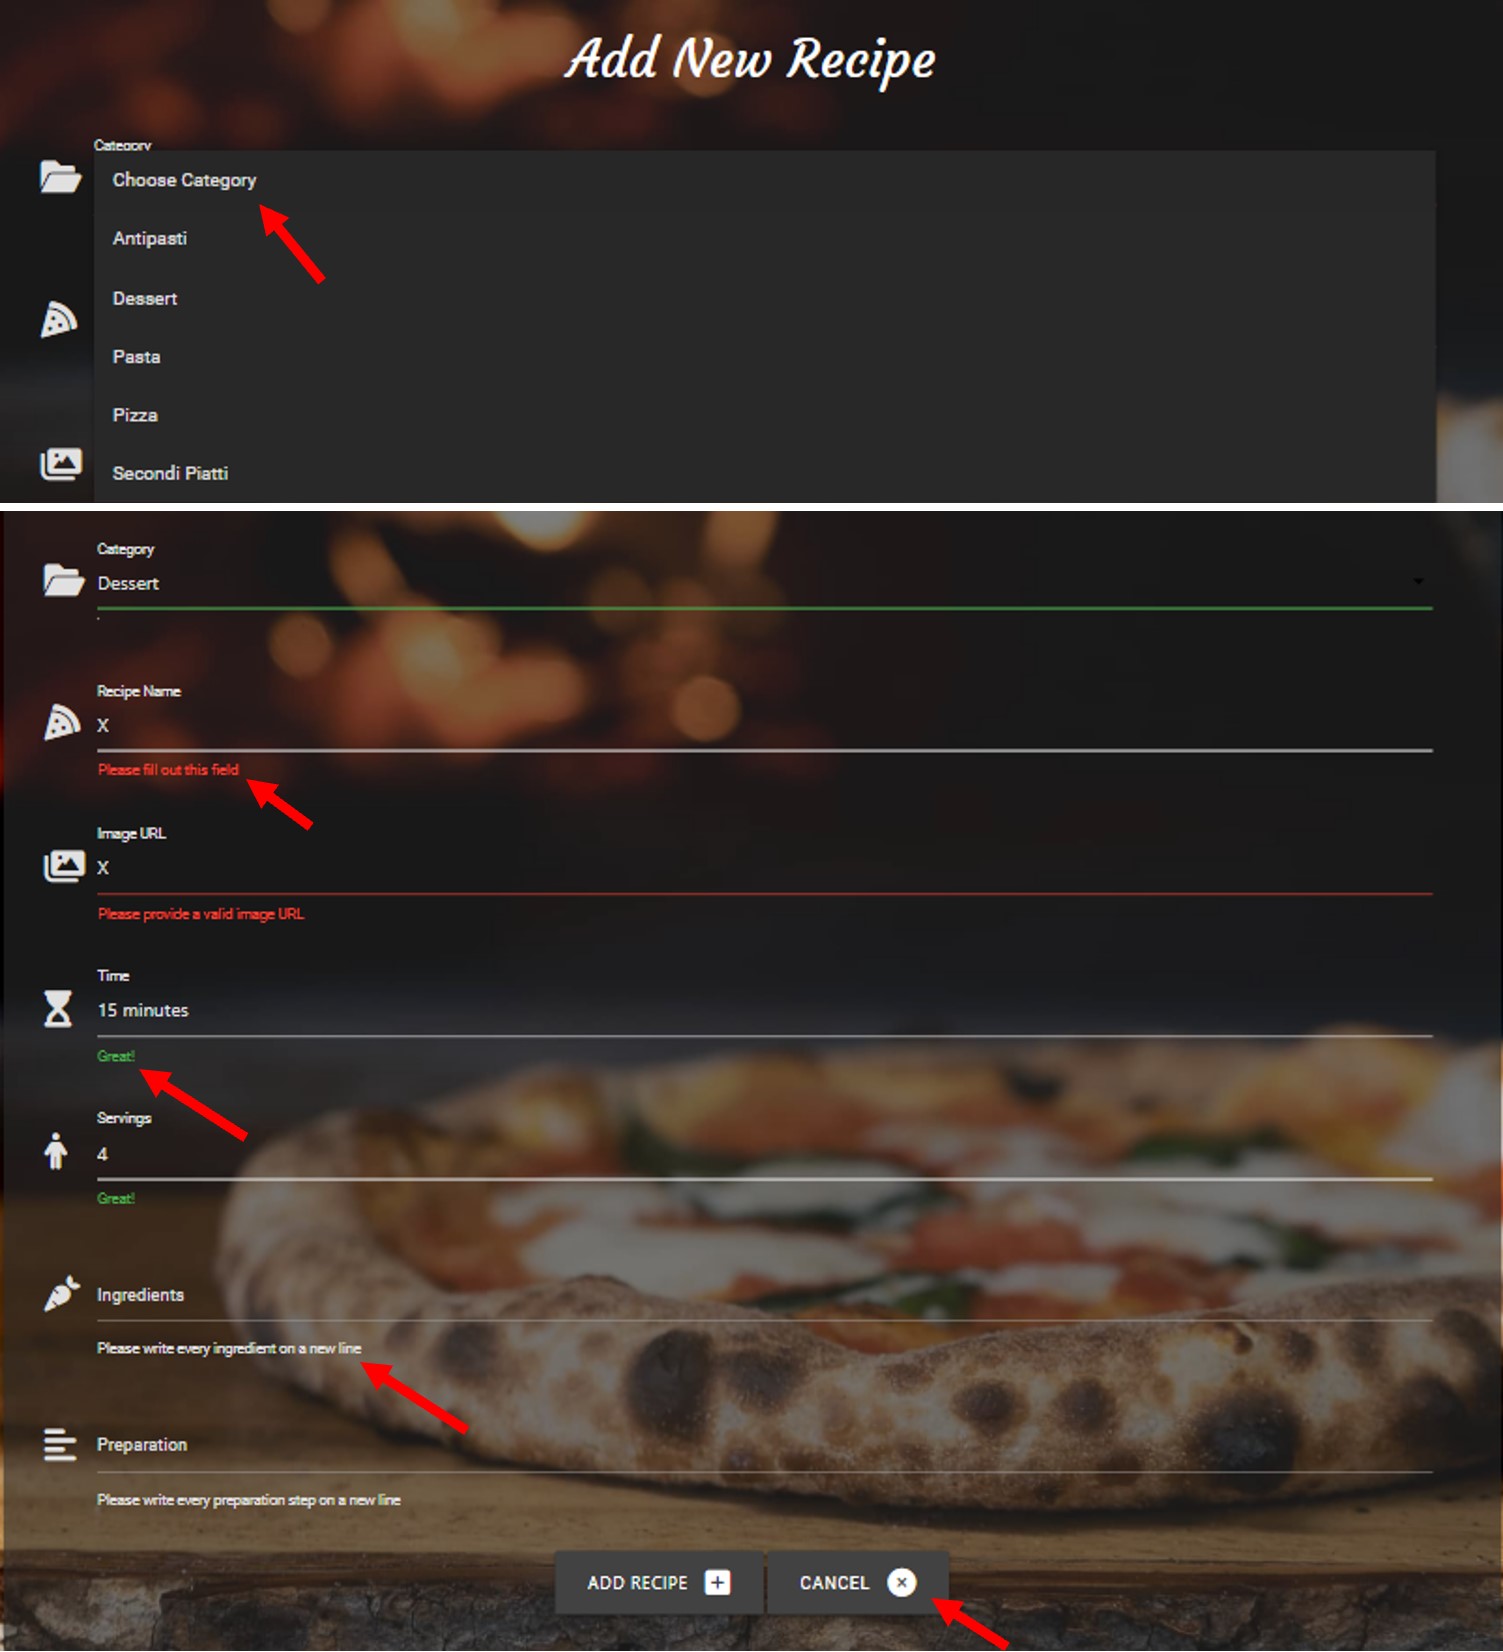 Add New Recipe
Category
Choose Category
Antipasti
Dessert
Pasta
Pizza
Secondi Piatti
Category
Dessert
Recipe Name
X
Please fill out this field
Image URL
X
Please provide a valid image URL
Time
15 minutes
Great!
Servings
4
Great!
Ingredients
Please write every ingredient on a new line
Preparation
Please write every preparation step on a new line
ADD RECIPE
CANCEL